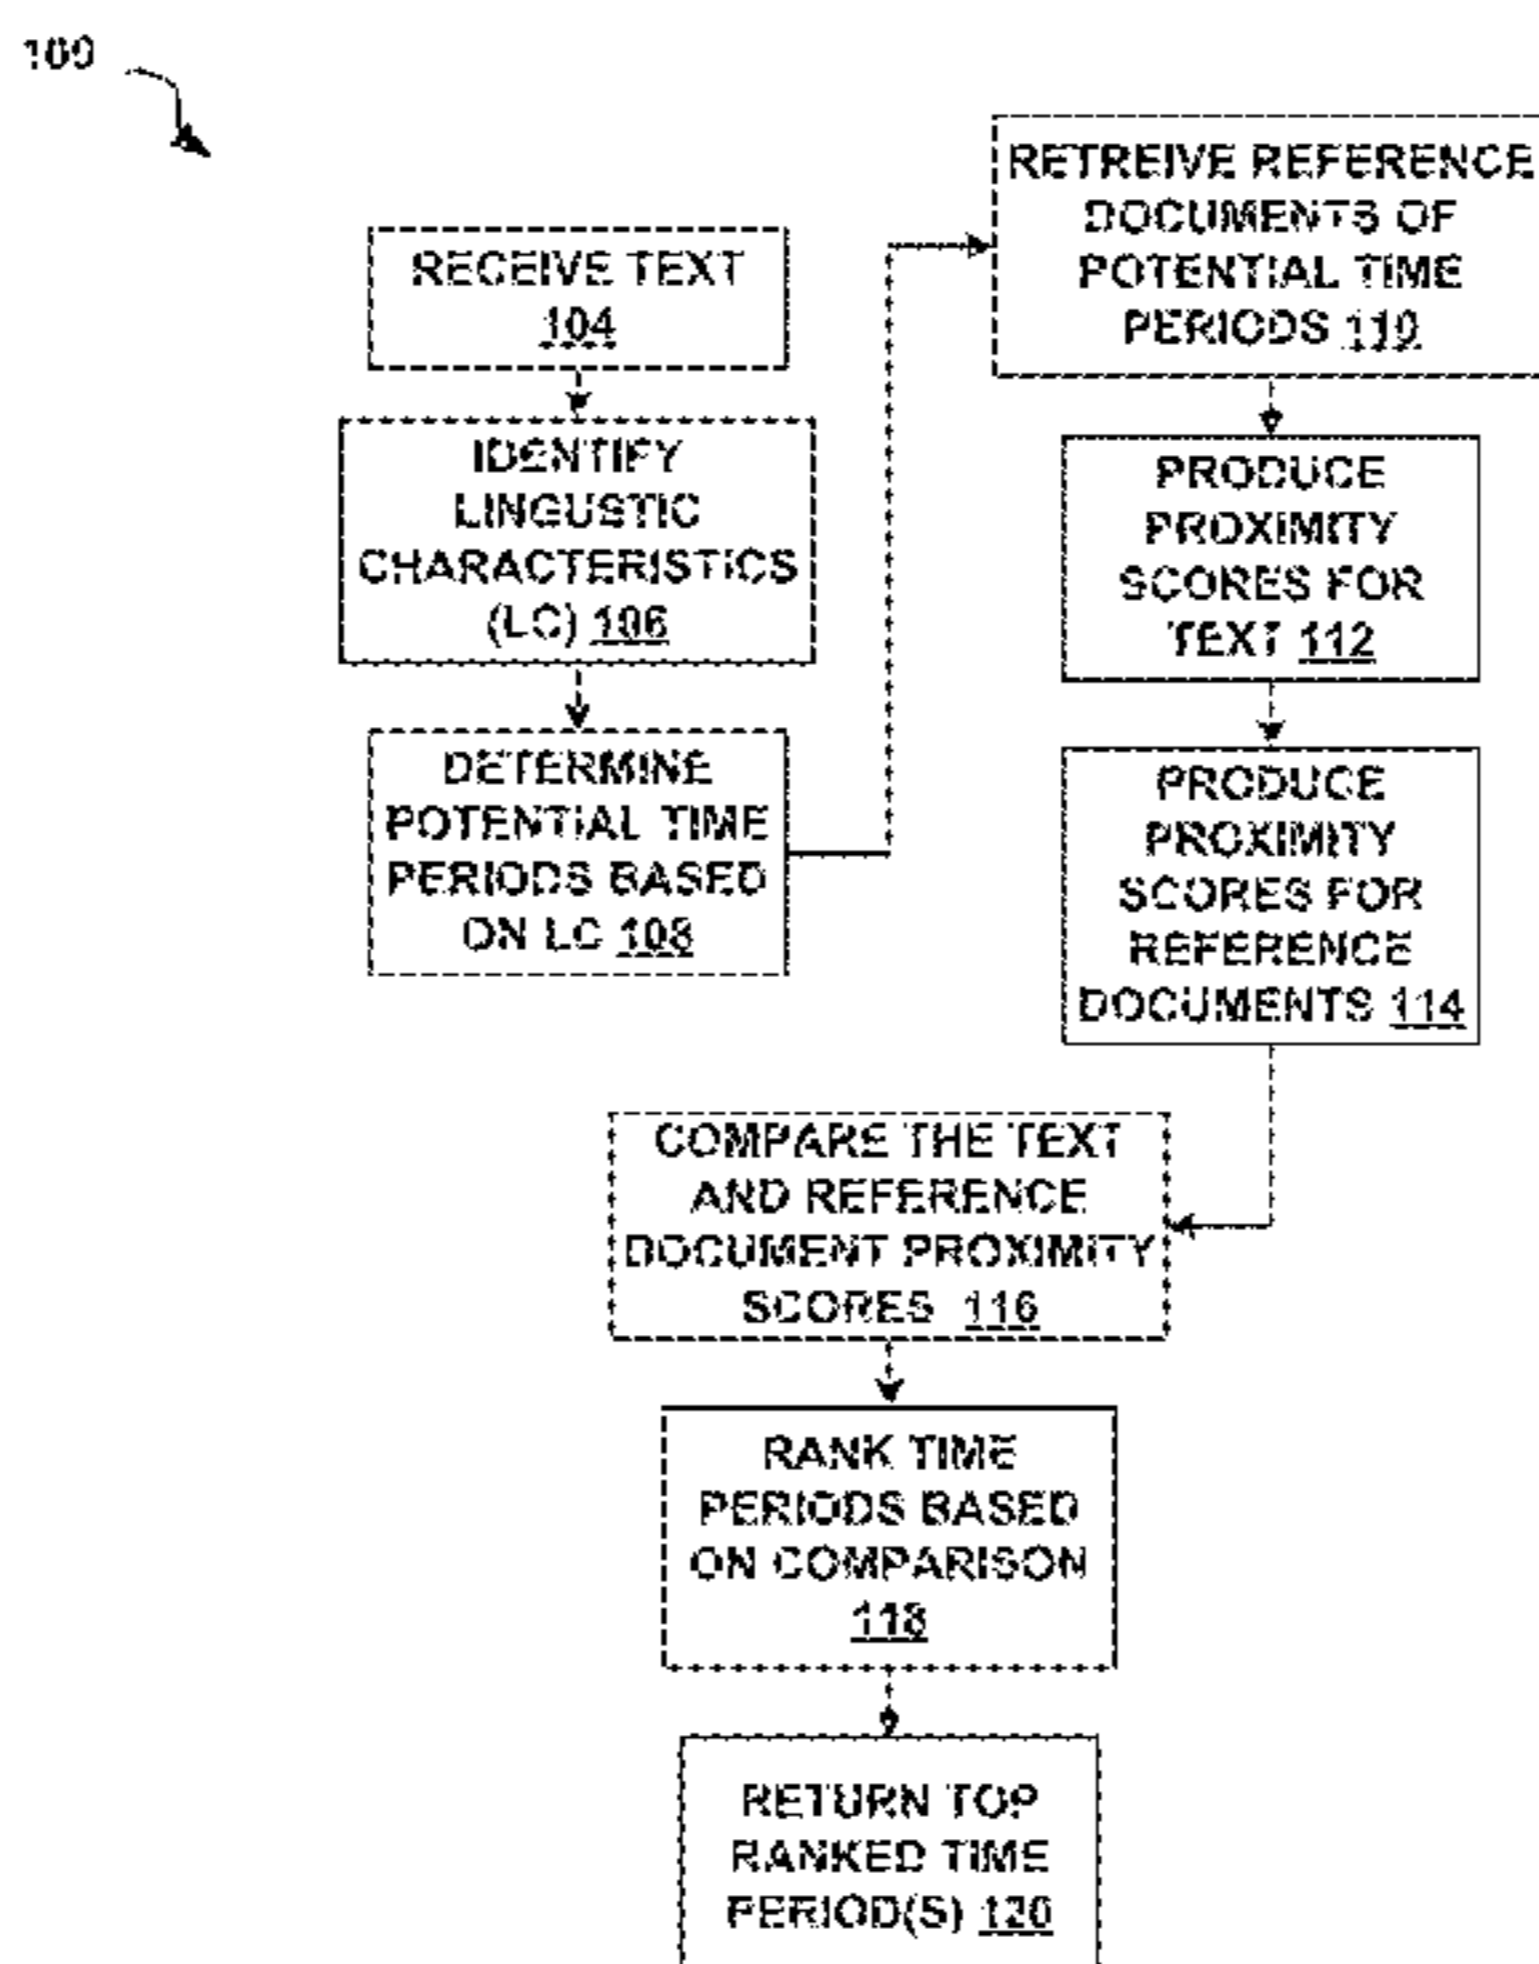 100
RECEIVE TEXT
104
IDENTIFY
LINGUSTIC
CHARACTERISTICS
(LC) 106
DETERMINE
POTENTIAL TIME
PERIODS BASED
ON LC 108
RETREIVE REFERENCE
DOCUMENTS OF
POTENTIAL TIME
PERIODS 110
PRODUCE
PROXIMITY
SCORES FOR
TEXT 112
PRODUCE
PROXIMITY
SCORES FOR
REFERENCE
DOCUMENTS 114
COMPARE THE TEXT
AND REFERENCE
DOCUMENT PROXIMITY
SCORES 116
RANK TIME
PERIODS BASED
ON COMPARISON
118
RETURN TOP
RANKED TIME
PERIOD(S) 120